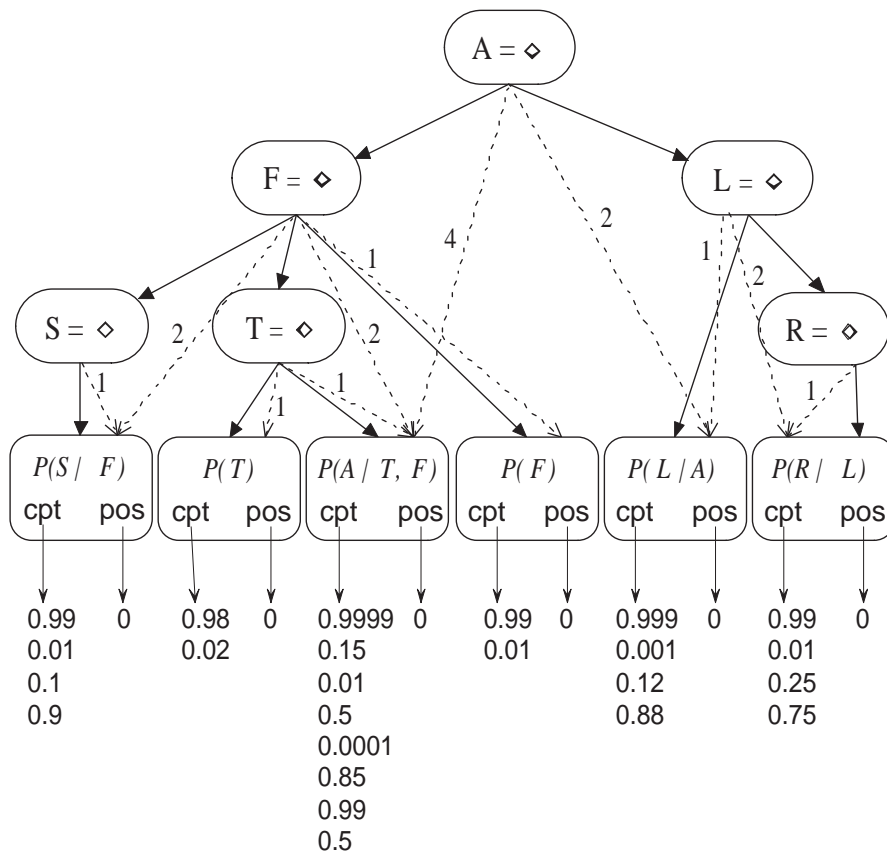 A = ◇
F = ◇
L = ◇
4
2
1
1
2
S = ◇
T = ◇
R = ◇
2
2
1
1
1
1
P(S | F)
cpt pos
P(T)
cpt pos
P(A | T, F)
cpt pos
P(F)
cpt pos
P(L | A)
cpt pos
P(R | L)
cpt pos
0.99 0
0.01
0.1
0.9
0.98 0
0.02
0.9999 0
0.15
0.01
0.5
0.0001
0.85
0.99
0.5
0.99 0
0.01
0.999 0
0.001
0.12
0.88
0.99 0
0.01
0.25
0.75